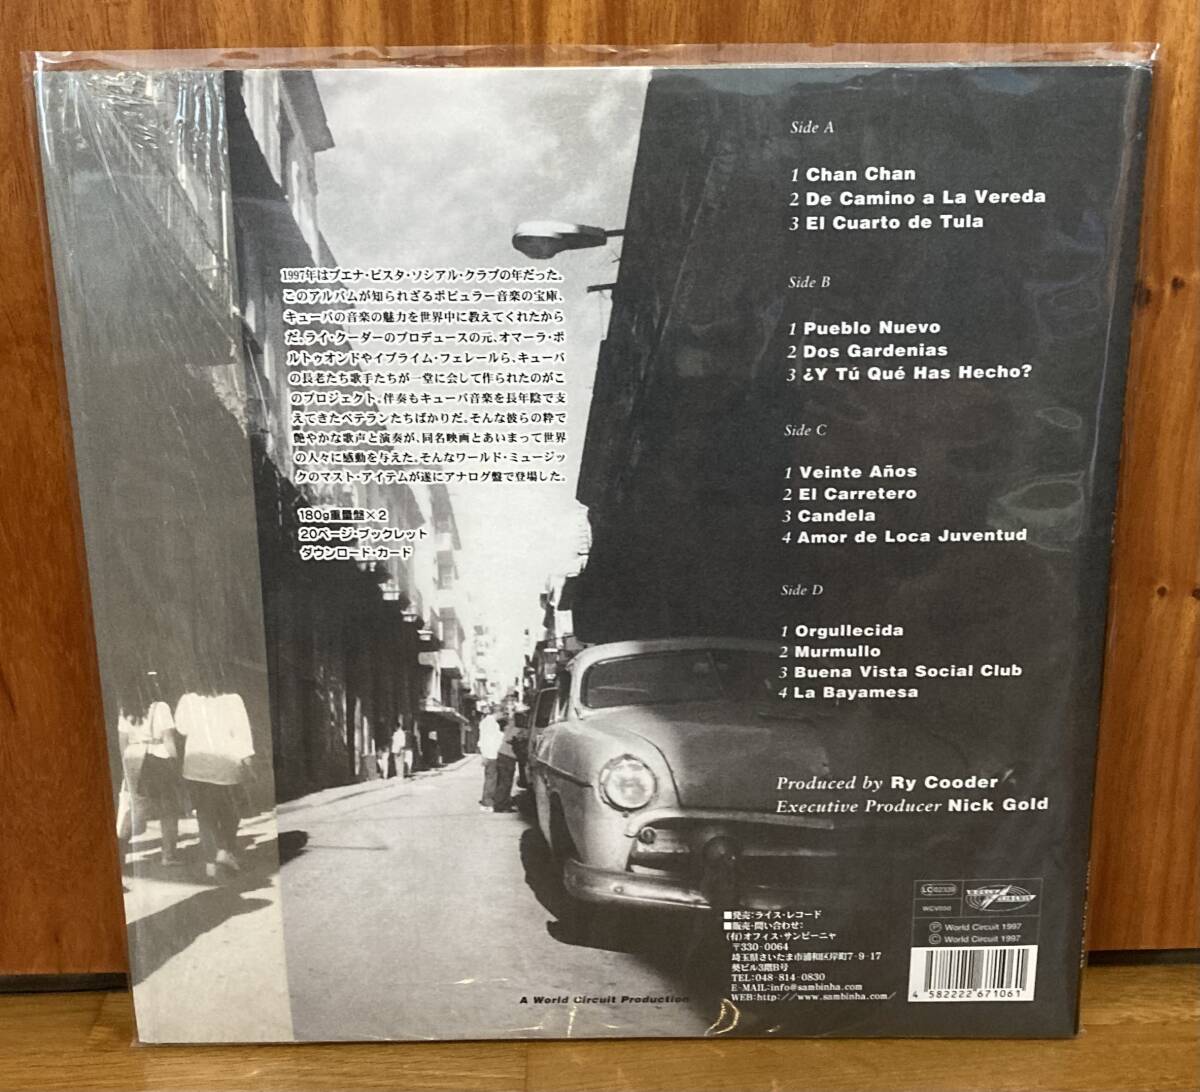 1997年はブエナ・ビスタ・ソシアル・クラブの年だった。
このアルバムが知られざるポピュラー音楽の宝庫、
キューバの音楽の魅力を世界中に教えてくれたから
だ。ライ・クーダーのプロデュースの元、オマーラ・ポ
ルトゥオンドやイブライム・フェレールら、キューバ
の長老たち歌手たちが一堂に会して作られたのがこ
のプロジェクト。伴奏もキューバ音楽を長年陰で支
えてきたベテランたちばかりだ。そんな彼らの粋で
艶やかな歌声と演奏が、同名映画とあいまって世界
の人々に感動を与えた。そんなワールド・ミュージッ
クのマスト・アイテムが遂にアナログ盤で登場した。
180g重量盤×2
20ページ・ブックレット
ダウンロード・カード
Side A
1 Chan Chan
2 De Camino a La Vereda
3 El Cuarto de Tula
Side B
1 Pueblo Nuevo
2 Dos Gardenias
3 ¿Y Tú Qué Has Hecho?
Side C
1 Veinte Años
2 El Carretero
3 Candela
4 Amor de Loca Juventud
Side D
1 Orgullecida
2 Murmullo
3 Buena Vista Social Club
4 La Bayamesa
Produced by Ry Cooder
Executive Producer Nick Gold
■発売:ライス・レコード
■販売・問い合わせ:
(有)オフィス・サンビーニャ
〒330-0064
埼玉県さいたま市浦和区岸町7-9-17
葵ビル3階B号
TEL:048-814-0830
E-MAIL:info@sambinha.com
WEB:http://www.sambinha.com/
A World Circuit Production
LC 02339
WCV050
WORLD CIRCUIT
Ⓟ World Circuit 1997
© World Circuit 1997
4 582222 671061